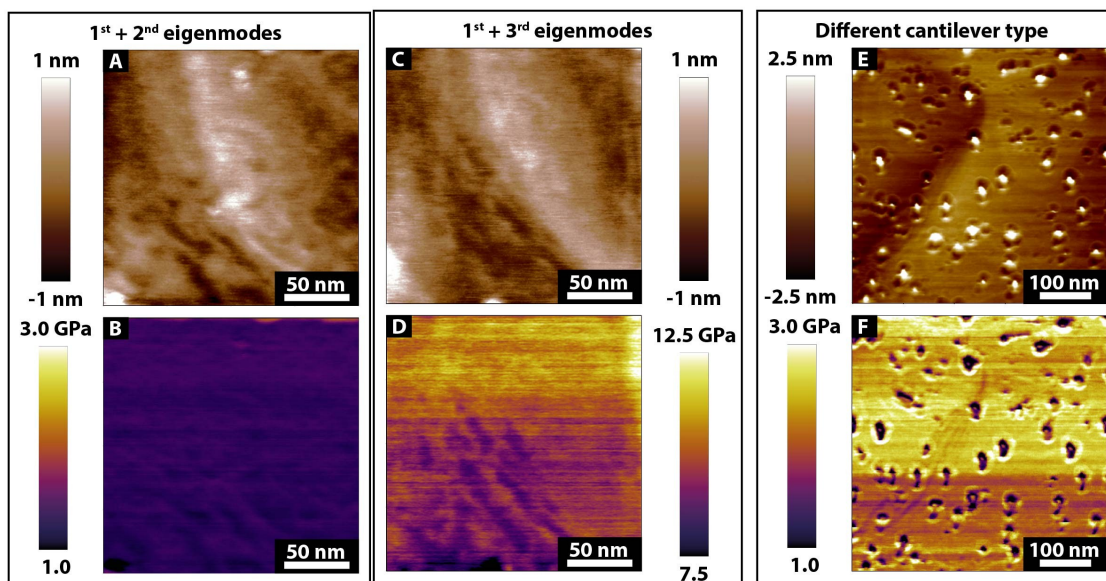 1st + 2nd eigenmodes
A
1 nm
-1 nm
50 nm
3.0 GPa
B
1.0
50 nm
1st + 3rd eigenmodes
C
1 nm
-1 nm
50 nm
D
12.5 GPa
7.5
50 nm
Different cantilever type
2.5 nm
E
-2.5 nm
100 nm
3.0 GPa
F
1.0
100 nm